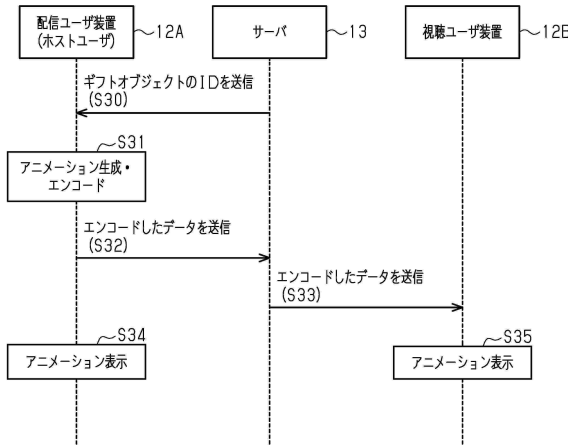 配信ユーザ装置
(ホストユーザ)
12A
サーバ
13
視聴ユーザ装置
12B
ギフトオブジェクトのIDを送信
(S30)
S31
アニメーション生成・
エンコード
エンコードしたデータを送信
(S32)
エンコードしたデータを送信
(S33)
S34
アニメーション表示
S35
アニメーション表示